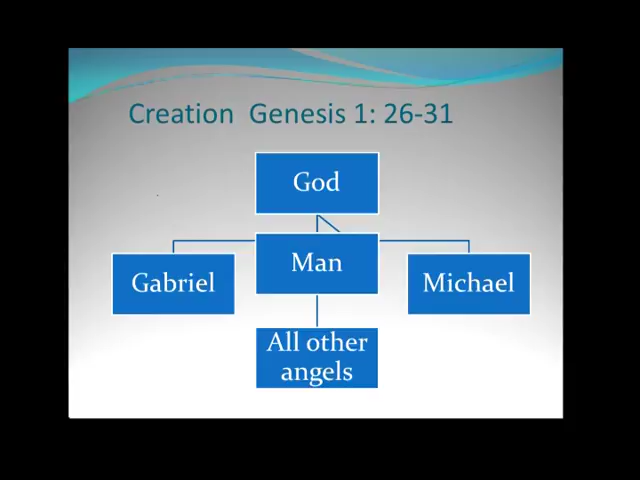 Creation  Genesis 1: 26-31
God
Gabriel
Man
Michael
All other
angels